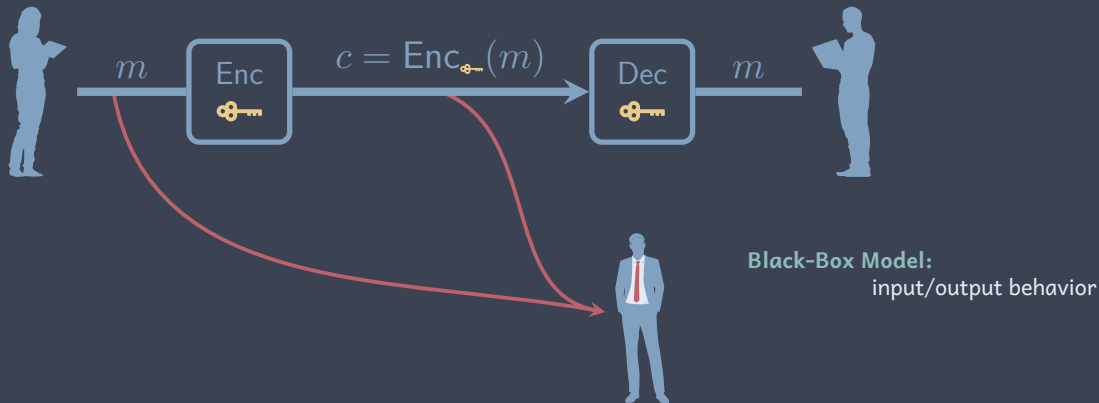 m
Enc
c = Enc(m)
Dec
m
Black-Box Model:
input/output behavior